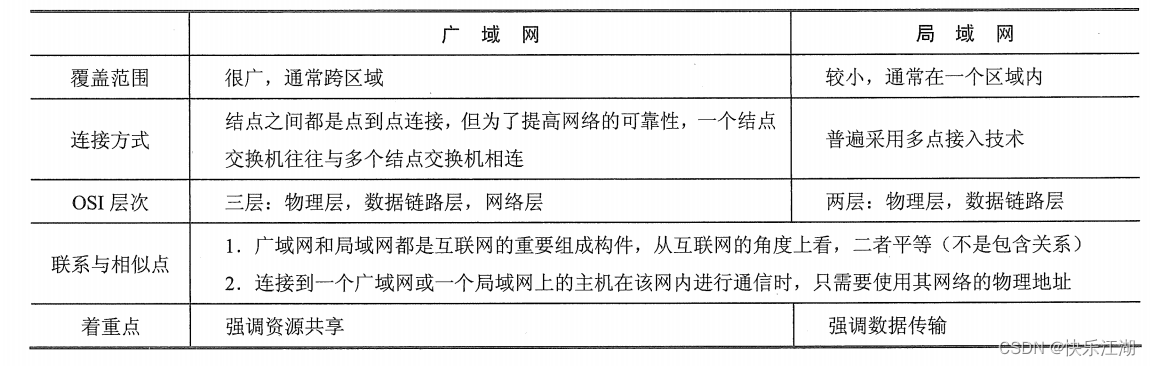 广 域 网 局 域 网
覆盖范围 很广，通常跨区域 较小，通常在一个区域内
连接方式 结点之间都是点到点连接，但为了提高网络的可靠性，一个结点
交换机往往与多个结点交换机相连 普遍采用多点接入技术
OSI 层次 三层：物理层，数据链路层，网络层 两层：物理层，数据链路层
联系与相似点 1．广域网和局域网都是互联网的重要组成构件，从互联网的角度上看，二者平等（不是包含关系）
2．连接到一个广域网或一个局域网上的主机在该网内进行通信时，只需要使用其网络的物理地址
着重点 强调资源共享 强调数据传输
CSDN @快乐江湖